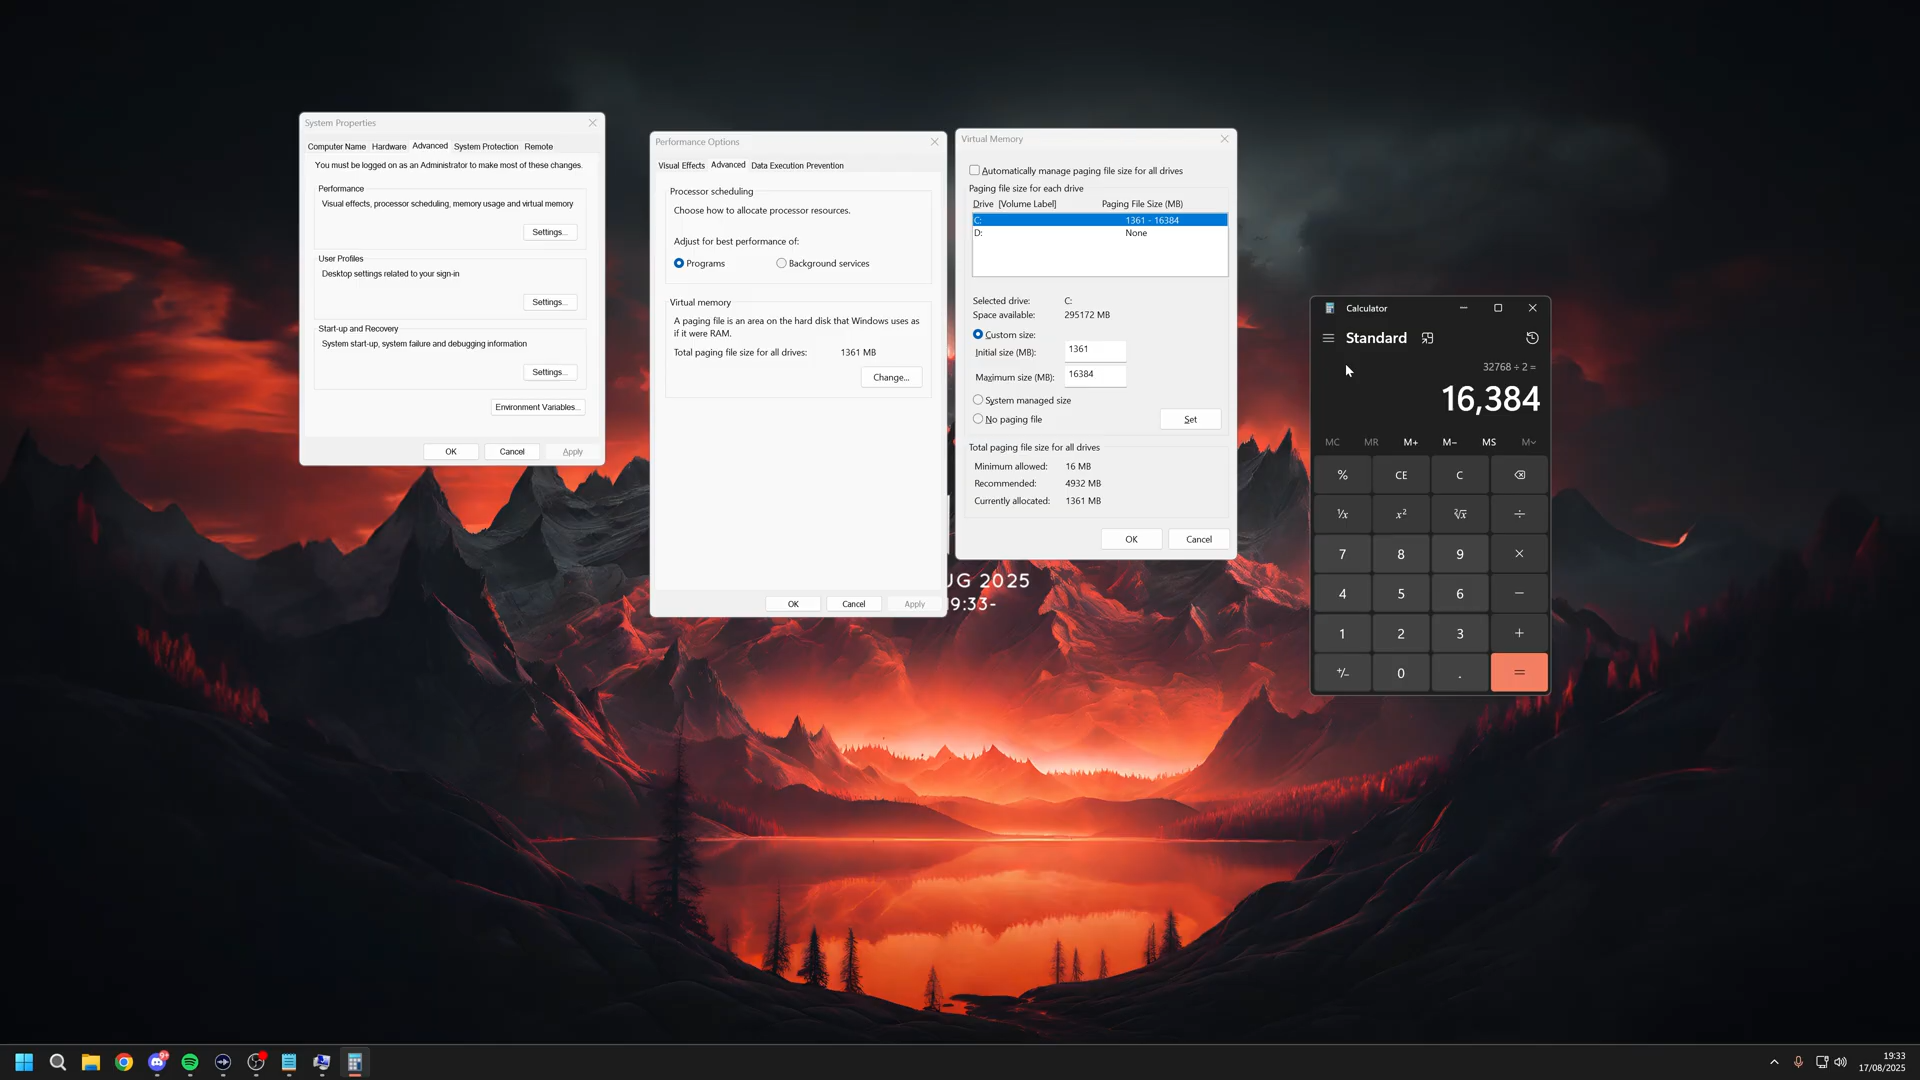 System Properties
Computer Name Hardware Advanced System Protection Remote
You must be logged on as an Administrator to make most of these changes.
Performance
Visual effects, processor scheduling, memory usage and virtual memory
Settings...
User Profiles
Desktop settings related to your sign-in
Settings...
Start-up and Recovery
System start-up, system failure and debugging information
Settings...
Environment Variables...
OK Cancel Apply
Performance Options
Visual Effects Advanced Data Execution Prevention
Processor scheduling
Choose how to allocate processor resources.
Adjust for best performance of:
Programs Background services
Virtual memory
A paging file is an area on the hard disk that Windows uses as
if it were RAM.
Total paging file size for all drives: 1361 MB
Change...
OK Cancel Apply
Virtual Memory
Automatically manage paging file size for all drives
Paging file size for each drive
Drive [Volume Label] Paging File Size (MB)
C: 1361 - 16384
D: None
Selected drive: C:
Space available: 295172 MB
Custom size:
Initial size (MB): 1361
Maximum size (MB): 16384
System managed size
No paging file Set
Total paging file size for all drives
Minimum allowed: 16 MB
Recommended: 4932 MB
Currently allocated: 1361 MB
OK Cancel
UG 2025
19:33-
Calculator
Standard
32768 ÷ 2 =
16,384
MC MR M+ M− MS M˅
% CE C
¹/x x² ²√x ÷
7 8 9 ×
4 5 6 −
1 2 3 +
+/− 0 . =
19:33
17/08/2025